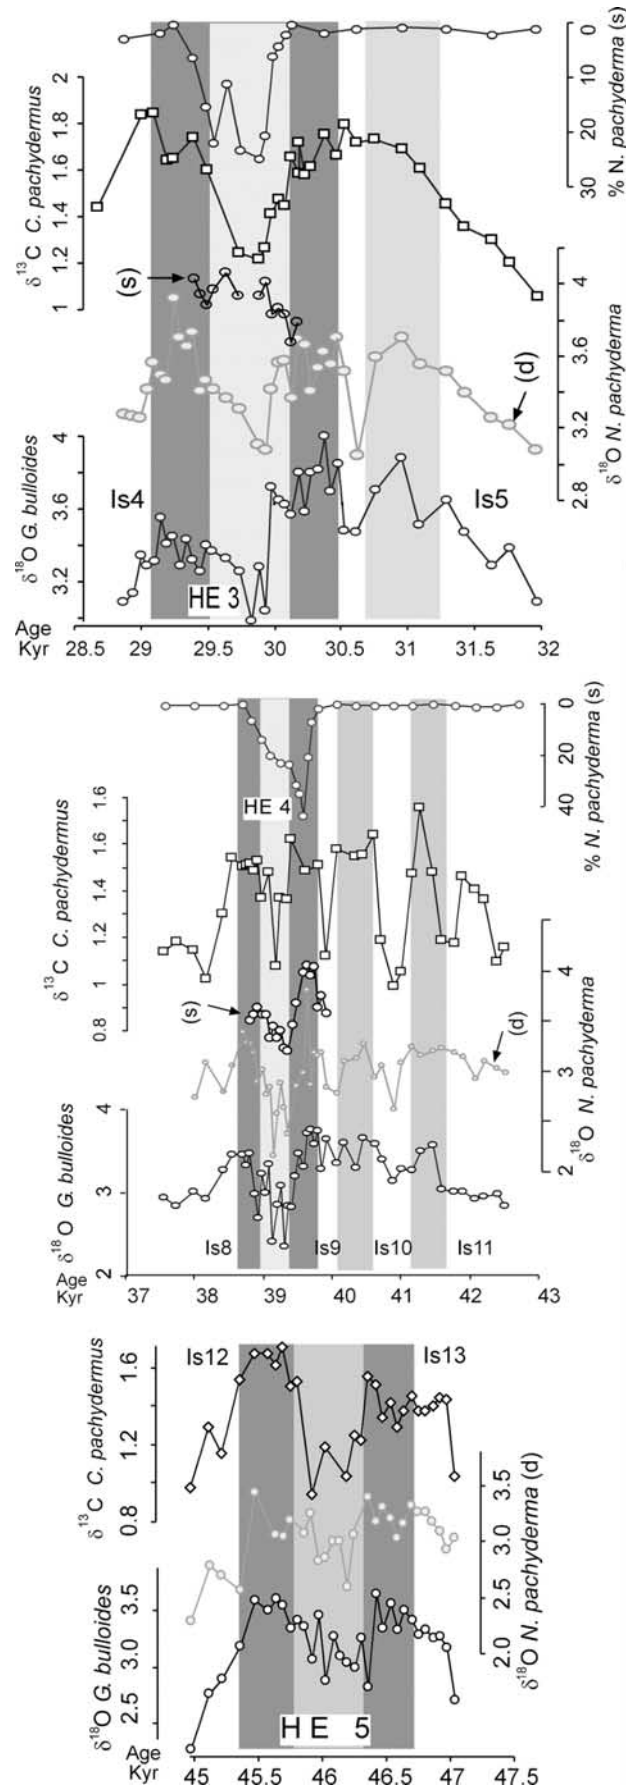 % N. pachyderma (s)
0
10
20
30
δ13C C. pachydermus
2
1.8
1.6
1.4
1.2
1
(s)
(d)
δ18O N. pachyderma
4
3.6
3.2
2.8
δ18O G. bulloides
4
3.6
3.2
Is4
Is5
HE 3
Age
Kyr
28.5 29 29.5 30 30.5 31 31.5 32
% N. pachyderma (s)
0
20
40
HE 4
δ13C C. pachydermus
1.6
1.4
1.2
1
0.8
(s)
(d)
δ18O N. pachyderma
4
3
2
δ18O G. bulloides
4
3
2
Is8 Is9 Is10 Is11
Age
Kyr
37 38 39 40 41 42 43
Is12
Is13
δ13C C. pachydermus
1.6
1.2
0.8
δ18O N. pachyderma (d)
3.5
3.0
2.5
2.0
δ18O G. bulloides
3.5
3.0
2.5
H E 5
Age
Kyr
45 45.5 46 46.5 47 47.5